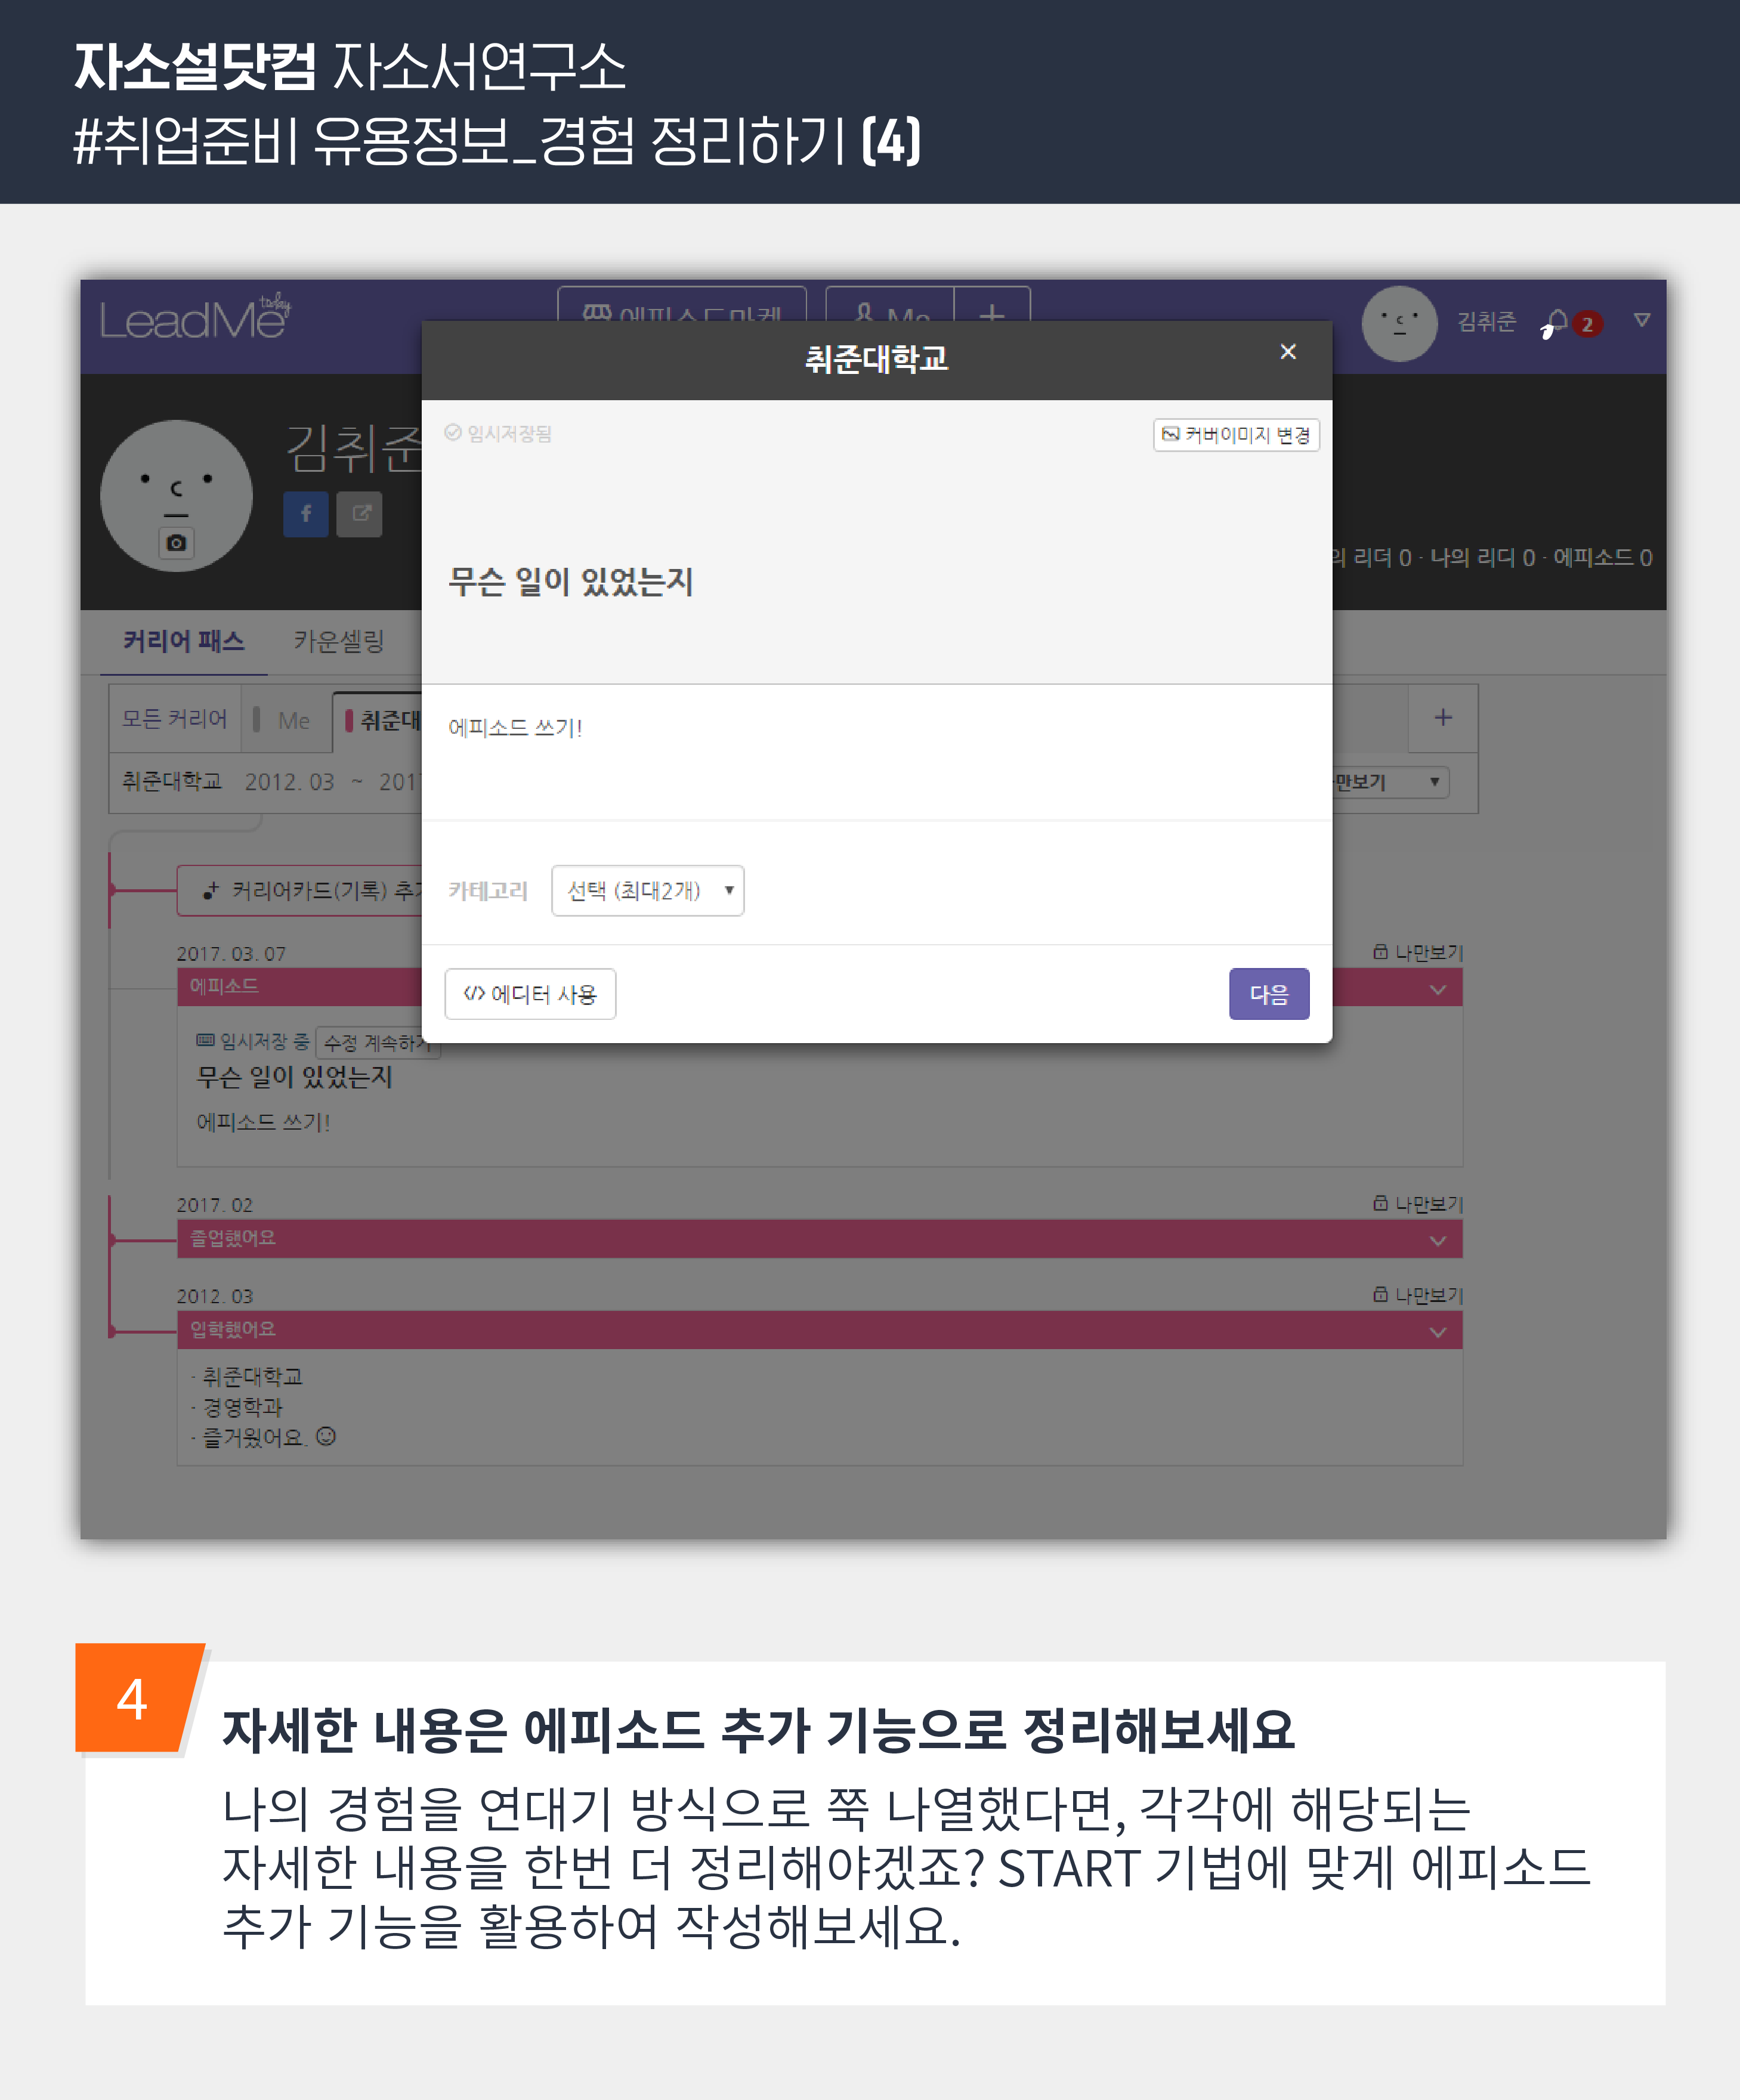 자소설닷컴 자소서연구소
#취업준비 유용정보_경험 정리하기 (4)
LeadMe today
에피소드마켓
Me
김취준
2
취준대학교
×
임시저장됨
커버이미지 변경
김취준
f
무슨 일이 있었는지
리더 0 · 나의 리디 0 · 에피소드 0
커리어 패스 카운셀링
모든 커리어
Me
취준대
에피소드 쓰기!
취준대학교 2012. 03 ~ 201
만보기
커리어카드(기록)
카테고리
선택 (최대2개)
2017. 03. 07
나만보기
에피소드
</> 에디터 사용
다음
임시저장 중
수정 계속하기
무슨 일이 있었는지
에피소드 쓰기!
2017. 02
나만보기
졸업했어요
2012. 03
나만보기
입학했어요
- 취준대학교
- 경영학과
- 즐거웠어요.
4
자세한 내용은 에피소드 추가 기능으로 정리해보세요
나의 경험을 연대기 방식으로 쭉 나열했다면, 각각에 해당되는
자세한 내용을 한번 더 정리해야겠죠? START 기법에 맞게 에피소드
추가 기능을 활용하여 작성해보세요.